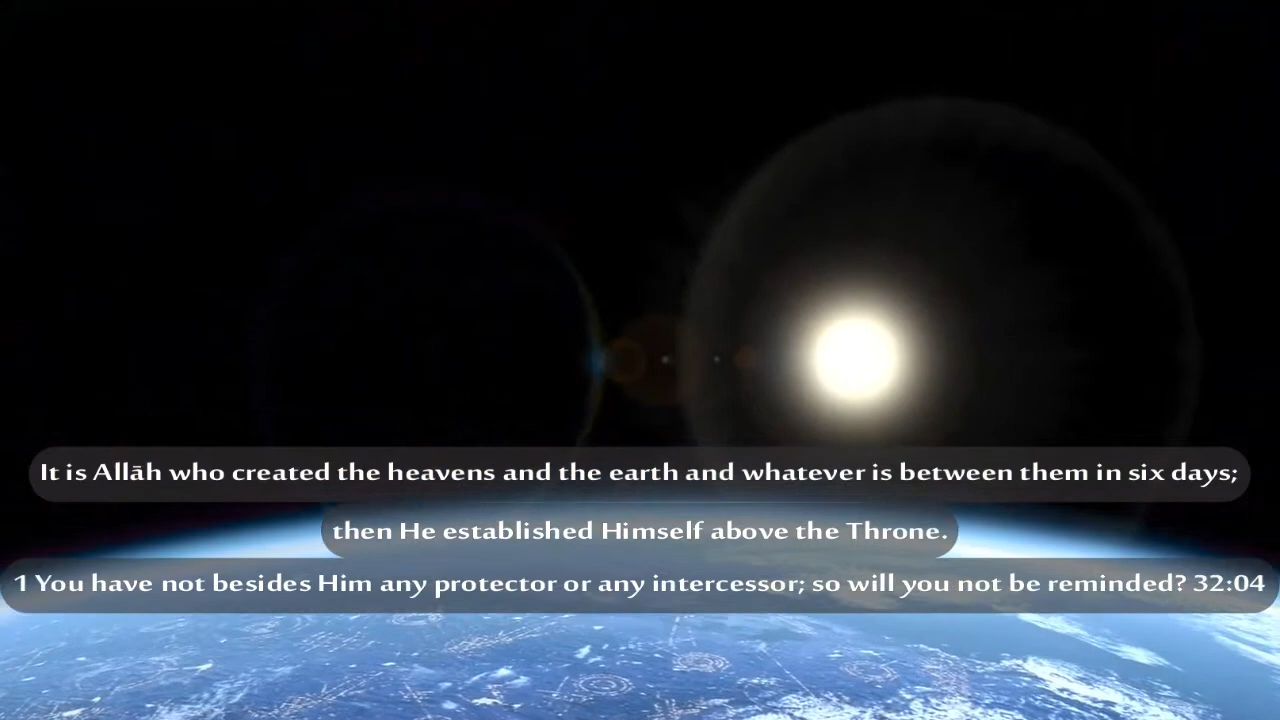 It is Allāh who created the heavens and the earth and whatever is between them in six days;
then He established Himself above the Throne.
1 You have not besides Him any protector or any intercessor; so will you not be reminded? 32:04